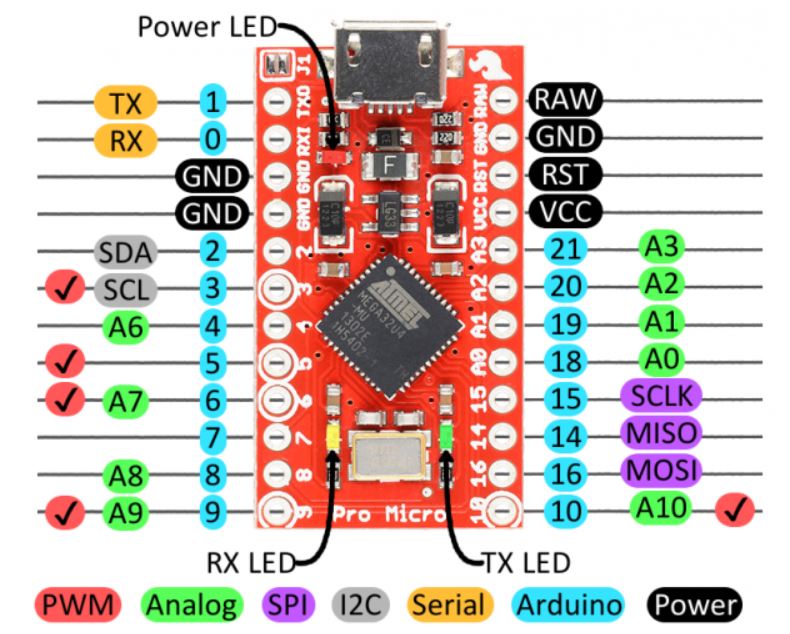 Power LED
J1
TX 1 TXO RAW RAW
RX 0 RXI GND GND
GND GND RST RST
GND GND VCC VCC
SDA 2 2 A3 21 A3
SCL 3 3 A2 20 A2
A6 4 4 A1 19 A1
5 5 A0 18 A0
A7 6 6 15 15 SCLK
7 7 14 14 MISO
A8 8 8 16 16 MOSI
A9 9 9 10 10 A10
F
LG33
ATMEL
MEGA32U4
-MU
1302E
Pro Micro
RX LED
TX LED
PWM Analog SPI I2C Serial Arduino Power